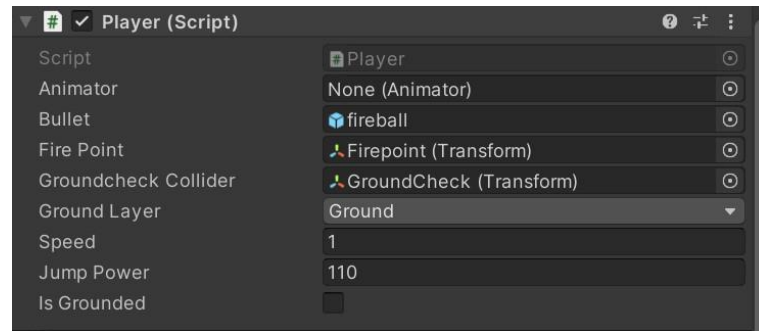 Player (Script)
Script Player
Animator None (Animator)
Bullet fireball
Fire Point Firepoint (Transform)
Groundcheck Collider GroundCheck (Transform)
Ground Layer Ground
Speed 1
Jump Power 110
Is Grounded